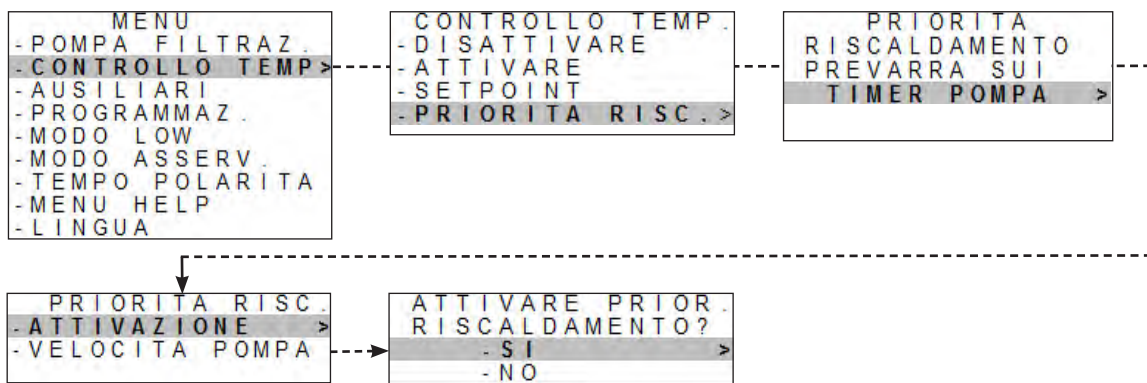 MENU
-POMPA FILTRAZ.
-CONTROLLO TEMP>
-AUSILIARI
-PROGRAMMAZ.
-MODO LOW
-MODO ASSERV.
-TEMPO POLARITA
-MENU HELP
-LINGUA
CONTROLLO TEMP.
-DISATTIVARE
-ATTIVARE
-SETPOINT
-PRIORITA RISC.>
PRIORITA
RISCALDAMENTO
PREVARRA SUI
TIMER POMPA >
PRIORITA RISC.
-ATTIVAZIONE >
-VELOCITA POMPA
ATTIVARE PRIOR.
RISCALDAMENTO?
-SI >
-NO